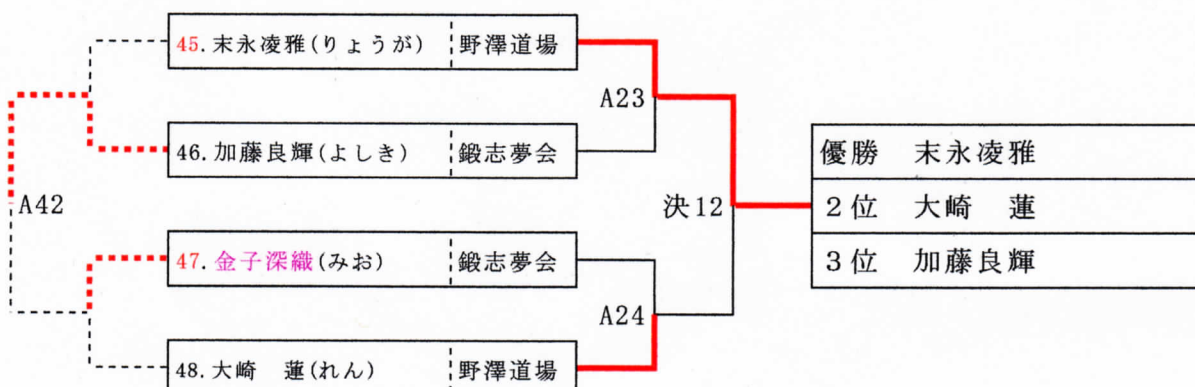 45.末永凌雅(りょうが) 野澤道場
A23
46.加藤良輝(よしき) 鍛志夢会
A42
決12
47.金子深織(みお) 鍛志夢会
A24
48.大崎　蓮(れん) 野澤道場
優勝　末永凌雅
2位　大崎　蓮
3位　加藤良輝